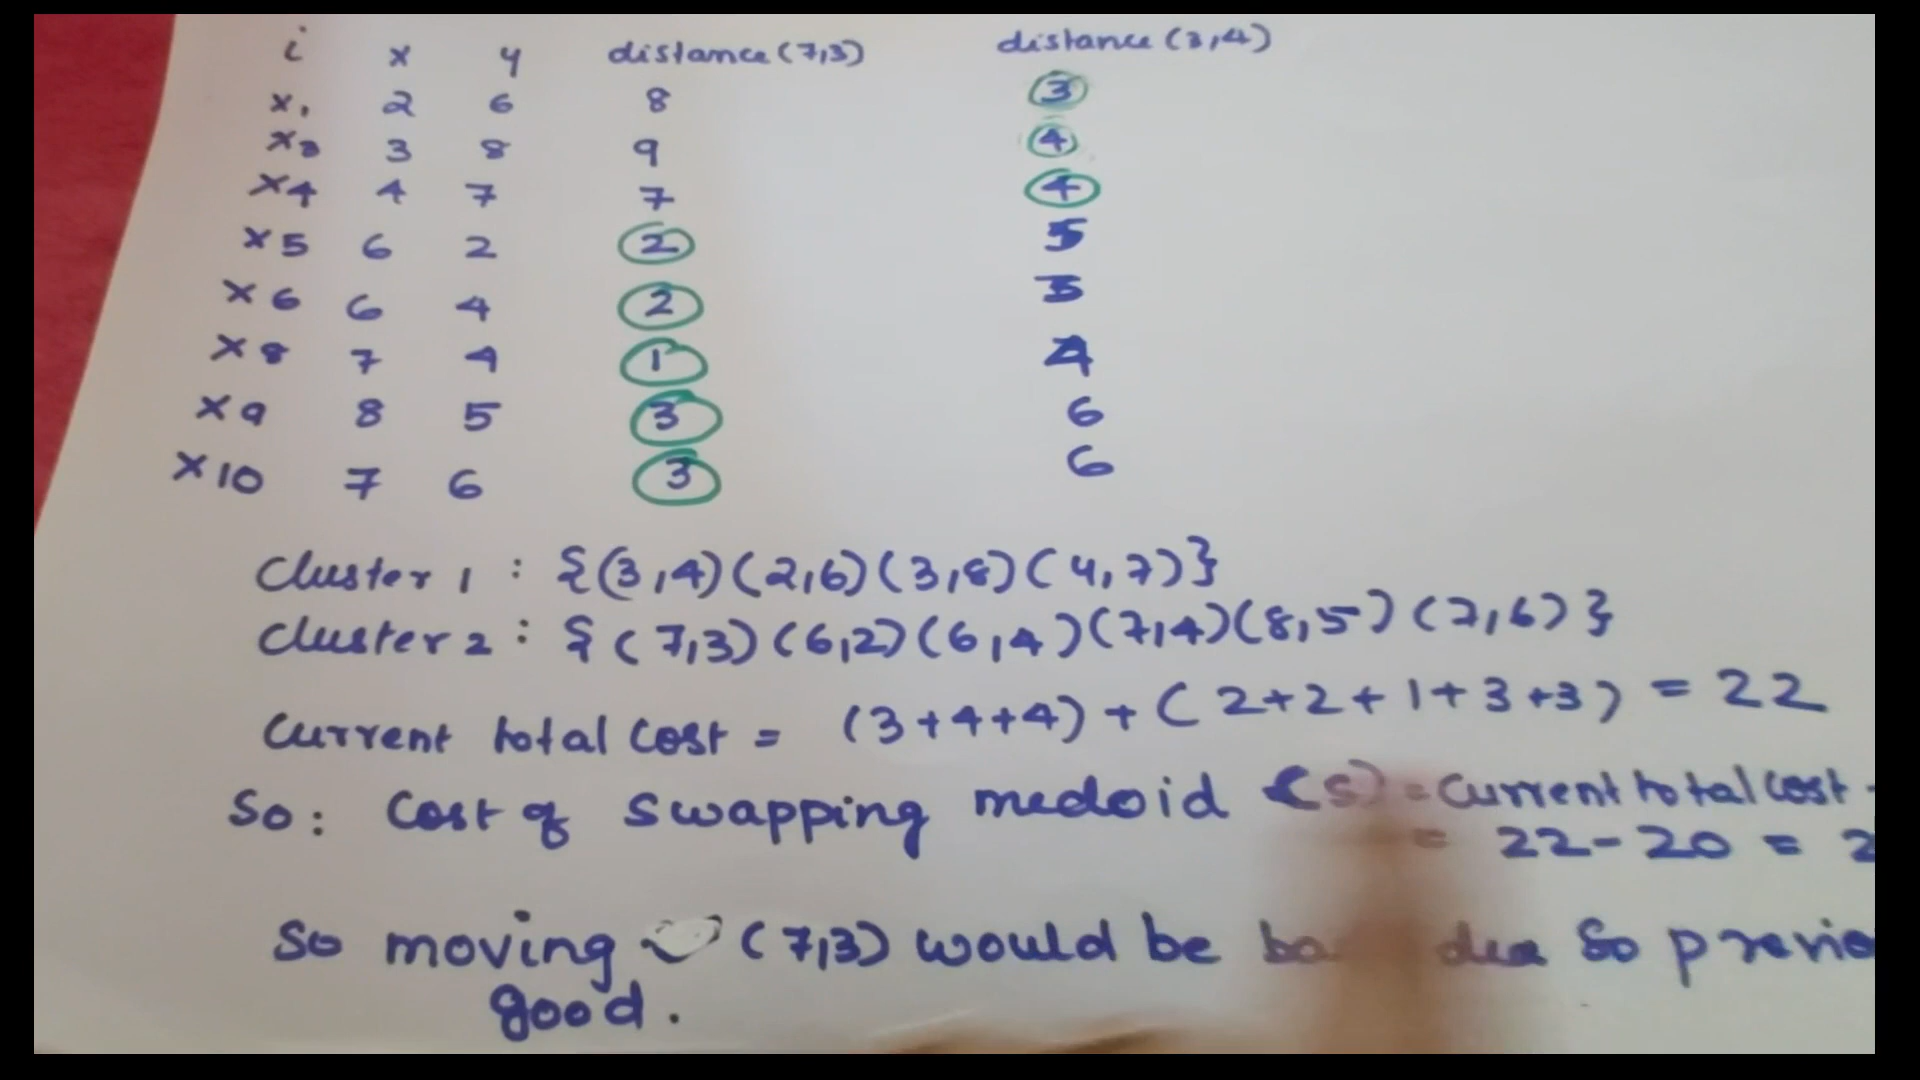 i x y distance (7,3) distance (3,4)
x1 2 6 8 3
x3 3 8 9 4
x4 4 7 7 4
x5 6 2 2 5
x6 6 4 2 3
x8 7 4 1 4
x9 8 5 3 6
x10 7 6 3 6
Cluster 1 : {(3,4)(2,6)(3,8)(4,7)}
Cluster 2 : {(7,3)(6,2)(6,4)(7,4)(8,5)(7,6)}
Current total cost = (3+4+4) + (2+2+1+3+3) = 22
So: Cost of swapping medoid (s) = Current total cost -
= 22-20 = 2
So moving (7,3) would be So
good.